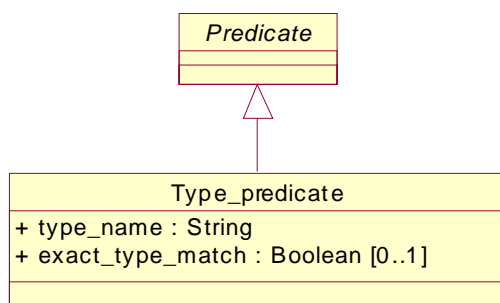 Predicate
Type_predicate
+ type_name : String
+ exact_type_match : Boolean [0..1]